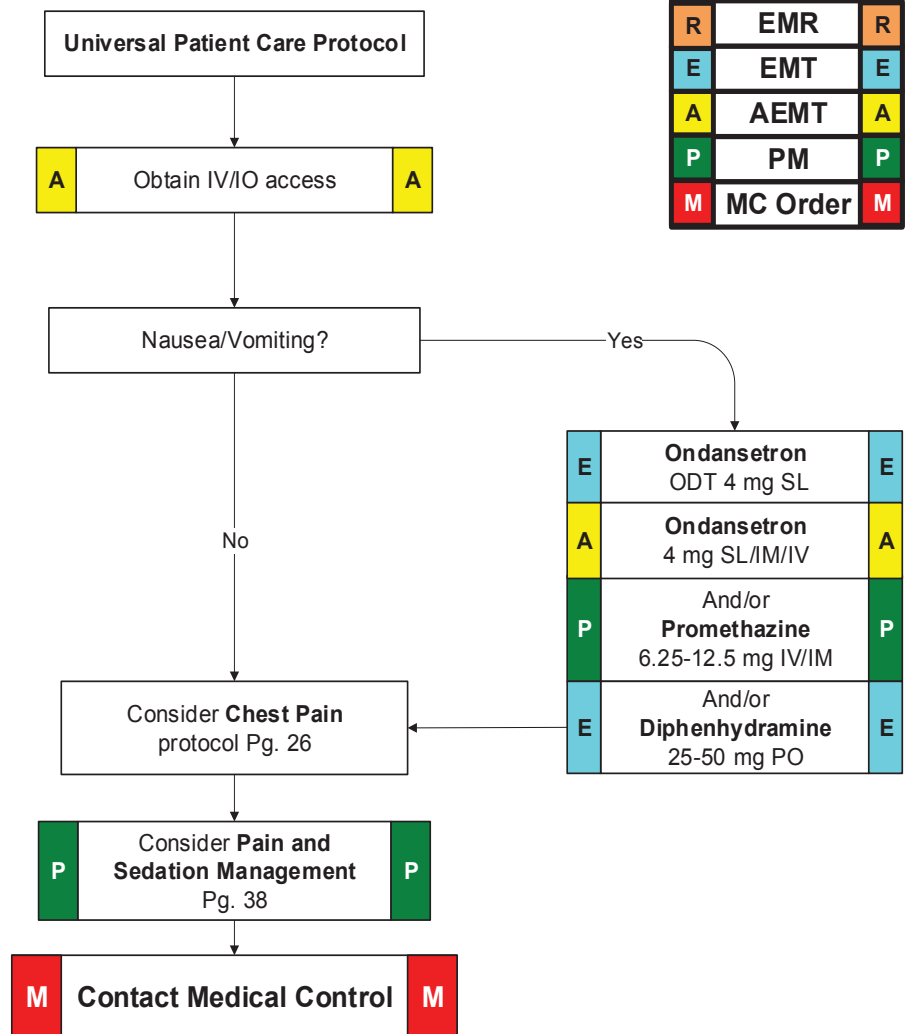 Universal Patient Care Protocol
R EMR R
E EMT E
A AEMT A
P PM P
M MC Order M
A Obtain IV/IO access A
Nausea/Vomiting?
Yes
No
E Ondansetron E
ODT 4 mg SL
A Ondansetron A
4 mg SL/IM/IV
And/or
P Promethazine P
6.25-12.5 mg IV/IM
And/or
E Diphenhydramine E
25-50 mg PO
Consider Chest Pain
protocol Pg. 26
Consider Pain and
P Sedation Management P
Pg. 38
M Contact Medical Control M